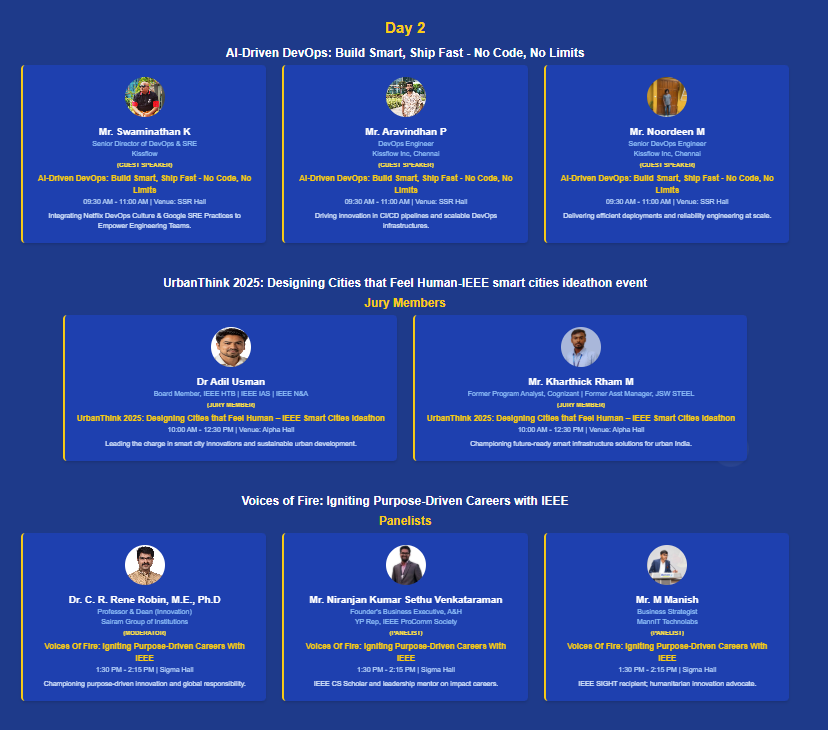 Day 2
AI-Driven DevOps: Build Smart, Ship Fast - No Code, No Limits
Mr. Swaminathan K
Senior Director of DevOps & SRE
Kissflow
(GUEST SPEAKER)
AI-Driven DevOps: Build Smart, Ship Fast - No Code, No
Limits
09:30 AM - 11:00 AM | Venue: SSR Hall
Integrating Netflix DevOps Culture & Google SRE Practices to
Empower Engineering Teams.
Mr. Aravindhan P
DevOps Engineer
Kissflow Inc, Chennai
(GUEST SPEAKER)
AI-Driven DevOps: Build Smart, Ship Fast - No Code, No
Limits
09:30 AM - 11:00 AM | Venue: SSR Hall
Driving innovation in CI/CD pipelines and scalable DevOps
infrastructures.
Mr. Noordeen M
Senior DevOps Engineer
Kissflow Inc, Chennai
(GUEST SPEAKER)
AI-Driven DevOps: Build Smart, Ship Fast - No Code, No
Limits
09:30 AM - 11:00 AM | Venue: SSR Hall
Delivering efficient deployments and reliability engineering at scale.
UrbanThink 2025: Designing Cities that Feel Human-IEEE smart cities ideathon event
Jury Members
Dr Adil Usman
Board Member, IEEE HTB | IEEE IAS | IEEE N&A
(JURY MEMBER)
UrbanThink 2025: Designing Cities that Feel Human – IEEE Smart Cities Ideathon
10:00 AM - 12:30 PM | Venue: Alpha Hall
Leading the charge in smart city innovations and sustainable urban development.
Mr. Kharthick Rham M
Former Program Analyst, Cognizant | Former Asst Manager, JSW STEEL
(JURY MEMBER)
UrbanThink 2025: Designing Cities that Feel Human – IEEE Smart Cities Ideathon
10:00 AM - 12:30 PM | Venue: Alpha Hall
Championing future-ready smart infrastructure solutions for urban India.
Voices of Fire: Igniting Purpose-Driven Careers with IEEE
Panelists
Dr. C. R. Rene Robin, M.E., Ph.D
Professor & Dean (Innovation)
Sairam Group of Institutions
(MODERATOR)
Voices Of Fire: Igniting Purpose-Driven Careers With
IEEE
1:30 PM - 2:15 PM | Sigma Hall
Championing purpose-driven innovation and global responsibility.
Mr. Niranjan Kumar Sethu Venkataraman
Founder's Business Executive, A&H
YP Rep, IEEE ProComm Society
(PANELIST)
Voices Of Fire: Igniting Purpose-Driven Careers With
IEEE
1:30 PM - 2:15 PM | Sigma Hall
IEEE CS Scholar and leadership mentor on impact careers.
Mr. M Manish
Business Strategist
MannIT Technolabs
(PANELIST)
Voices Of Fire: Igniting Purpose-Driven Careers With
IEEE
1:30 PM - 2:15 PM | Sigma Hall
IEEE SIGHT recipient; humanitarian innovation advocate.